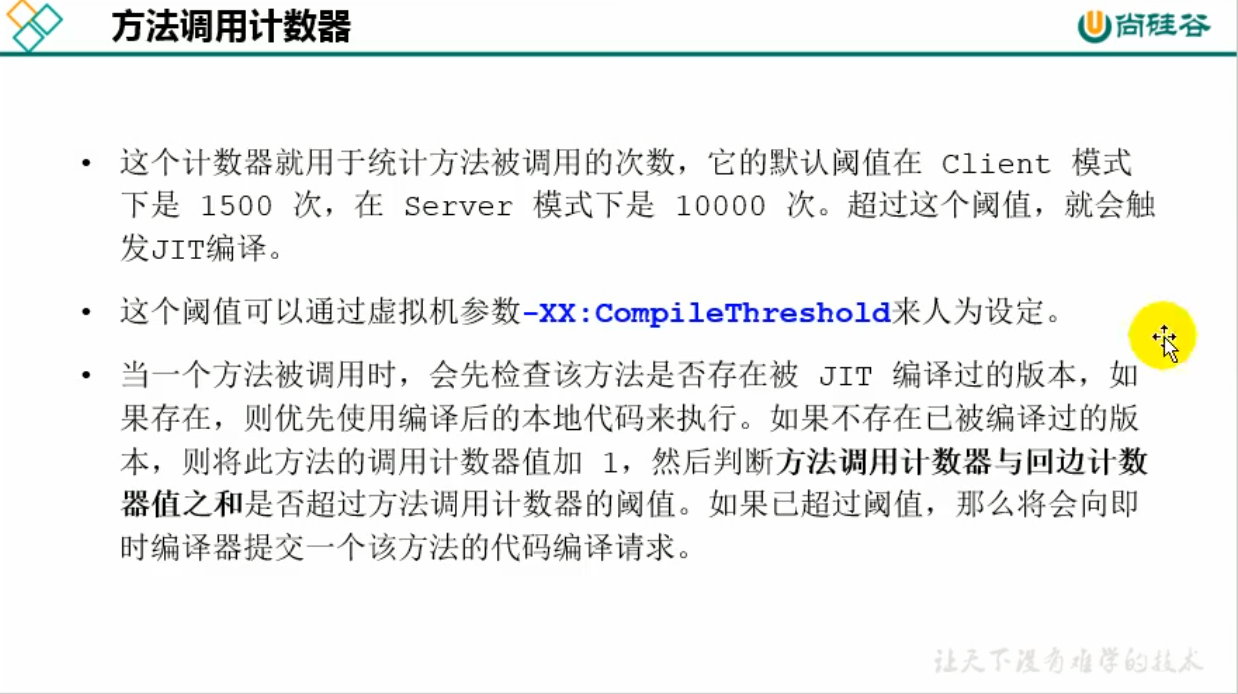 方法调用计数器
尚硅谷
• 这个计数器就用于统计方法被调用的次数，它的默认阈值在 Client 模式
下是 1500 次，在 Server 模式下是 10000 次。超过这个阈值，就会触
发JIT编译。
• 这个阈值可以通过虚拟机参数-XX:CompileThreshold来人为设定。
• 当一个方法被调用时，会先检查该方法是否存在被 JIT 编译过的版本，如
果存在，则优先使用编译后的本地代码来执行。如果不存在已被编译过的版
本，则将此方法的调用计数器值加 1，然后判断方法调用计数器与回边计数
器值之和是否超过方法调用计数器的阈值。如果已超过阈值，那么将会向即
时编译器提交一个该方法的代码编译请求。
让天下没有难学的技术